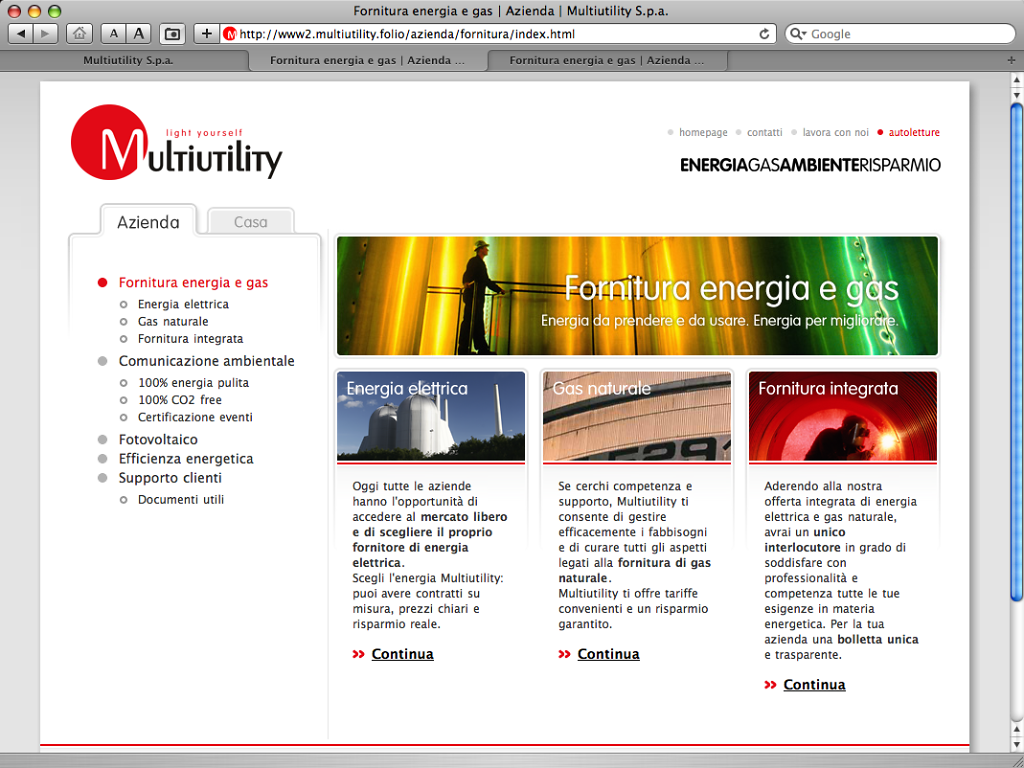 Fornitura energia e gas | Azienda | Multiutility S.p.a.
A A + http://www2.multiutility.folio/azienda/fornitura/index.html Google
Multiutility S.p.a. Fornitura energia e gas | Azienda ... Fornitura energia e gas | Azienda ... +
light yourself
Multiutility
homepage contatti lavora con noi autoletture
ENERGIAGASAMBIENTERISPARMIO
Azienda Casa
Fornitura energia e gas
Energia elettrica
Gas naturale
Fornitura integrata
Comunicazione ambientale
100% energia pulita
100% CO2 free
Certificazione eventi
Fotovoltaico
Efficienza energetica
Supporto clienti
Documenti utili
Fornitura energia e gas
Energia da prendere e da usare. Energia per migliorare.
Energia elettrica
Oggi tutte le aziende
hanno l'opportunità di
accedere al mercato libero
e di scegliere il proprio
fornitore di energia
elettrica.
Scegli l'energia Multiutility:
puoi avere contratti su
misura, prezzi chiari e
risparmio reale.
>> Continua
Gas naturale
529
Se cerchi competenza e
supporto, Multiutility ti
consente di gestire
efficacemente i fabbisogni
e di curare tutti gli aspetti
legati alla fornitura di gas
naturale.
Multiutility ti offre tariffe
convenienti e un risparmio
garantito.
>> Continua
Fornitura integrata
Aderendo alla nostra
offerta integrata di energia
elettrica e gas naturale,
avrai un unico
interlocutore in grado di
soddisfare con
professionalità e
competenza tutte le tue
esigenze in materia
energetica. Per la tua
azienda una bolletta unica
e trasparente.
>> Continua